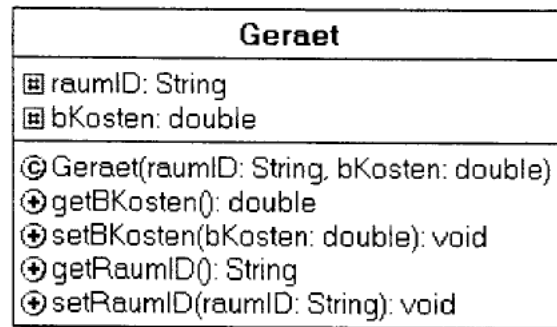 Geraet
raumID: String
bKosten: double
Geraet(raumID: String, bKosten: double)
getBKosten(): double
setBKosten(bKosten: double): void
getRaumID(): String
setRaumID(raumID: String): void